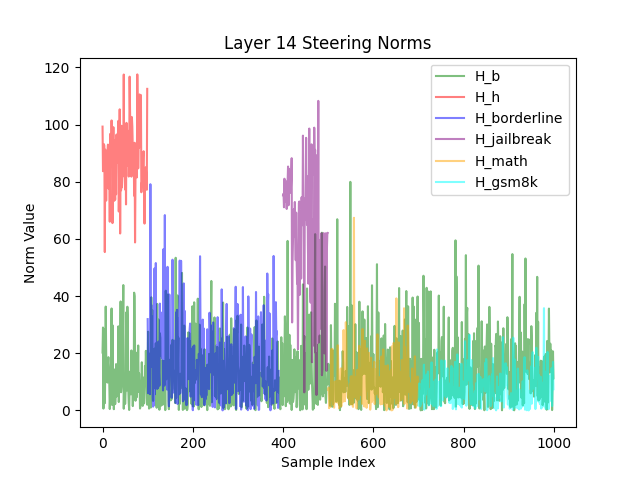 Layer 14 Steering Norms
120
100
80
60
40
20
0
Norm Value
0
200
400
600
800
1000
Sample Index
H_b
H_h
H_borderline
H_jailbreak
H_math
H_gsm8k